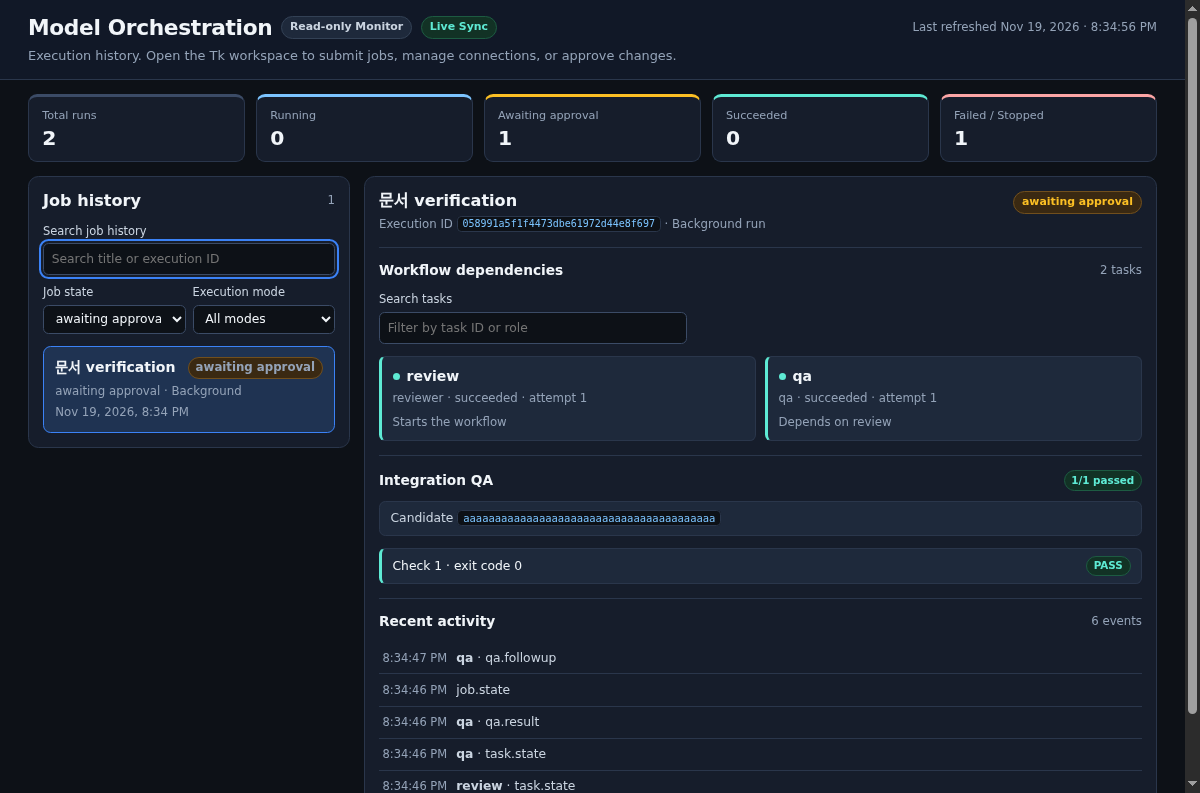 Model Orchestration Read-only Monitor Live Sync
Last refreshed Nov 19, 2026 · 8:34:56 PM
Execution history. Open the Tk workspace to submit jobs, manage connections, or approve changes.
Total runs
2
Running
0
Awaiting approval
1
Succeeded
0
Failed / Stopped
1
Job history 1
Search job history
Search title or execution ID
Job state Execution mode
awaiting approva All modes
문서 verification awaiting approval
awaiting approval · Background
Nov 19, 2026, 8:34 PM
문서 verification awaiting approval
Execution ID 058991a5f1f4473dbe61972d44e8f697 · Background run
Workflow dependencies 2 tasks
Search tasks
Filter by task ID or role
review
reviewer · succeeded · attempt 1
Starts the workflow
qa
qa · succeeded · attempt 1
Depends on review
Integration QA 1/1 passed
Candidate aaaaaaaaaaaaaaaaaaaaaaaaaaaaaaaaaaaaaaaa
Check 1 · exit code 0 PASS
Recent activity 6 events
8:34:47 PM qa · qa.followup
8:34:46 PM job.state
8:34:46 PM qa · qa.result
8:34:46 PM qa · task.state
8:34:46 PM review · task.state